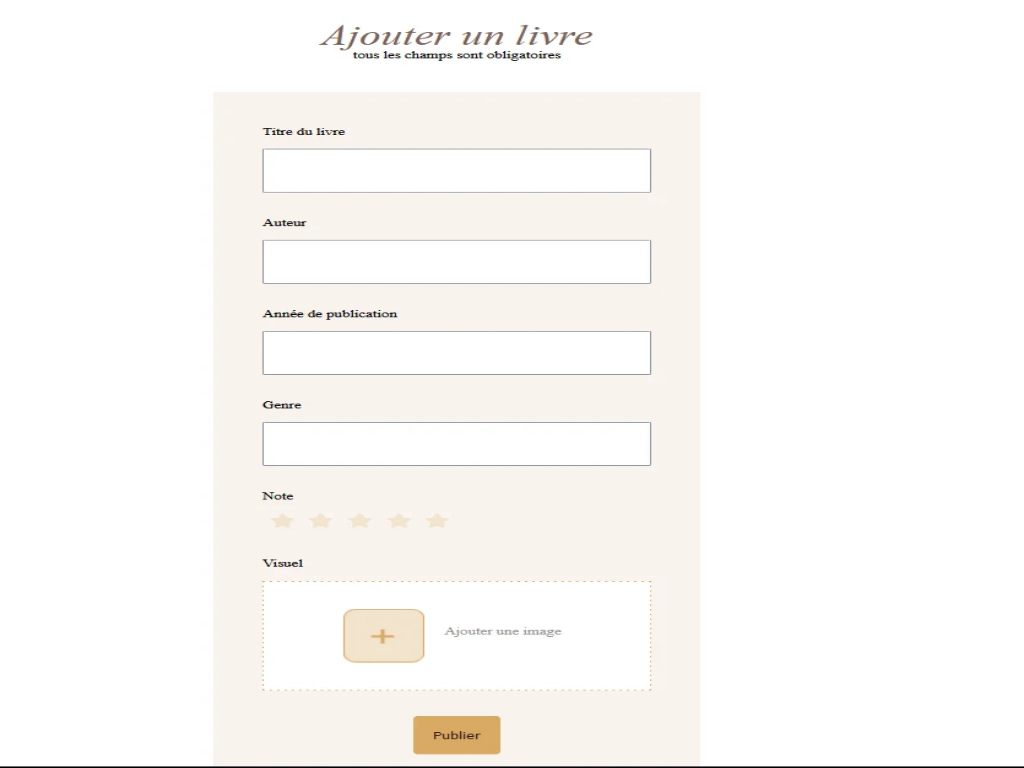 Ajouter un livre
tous les champs sont obligatoires
Titre du livre
Auteur
Année de publication
Genre
Note
Visuel
+ Ajouter une image
Publier